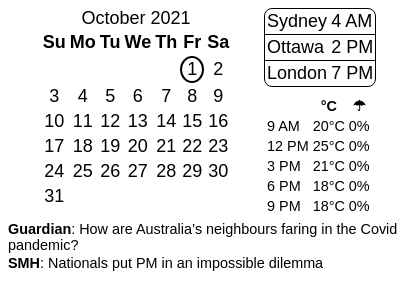 October 2021
Su Mo Tu We Th Fr Sa
1 2
3 4 5 6 7 8 9
10 11 12 13 14 15 16
17 18 19 20 21 22 23
24 25 26 27 28 29 30
31
Sydney 4 AM
Ottawa 2 PM
London 7 PM
°C ☂
9 AM 20°C 0%
12 PM 25°C 0%
3 PM 21°C 0%
6 PM 18°C 0%
9 PM 18°C 0%
Guardian: How are Australia's neighbours faring in the Covid
pandemic?
SMH: Nationals put PM in an impossible dilemma